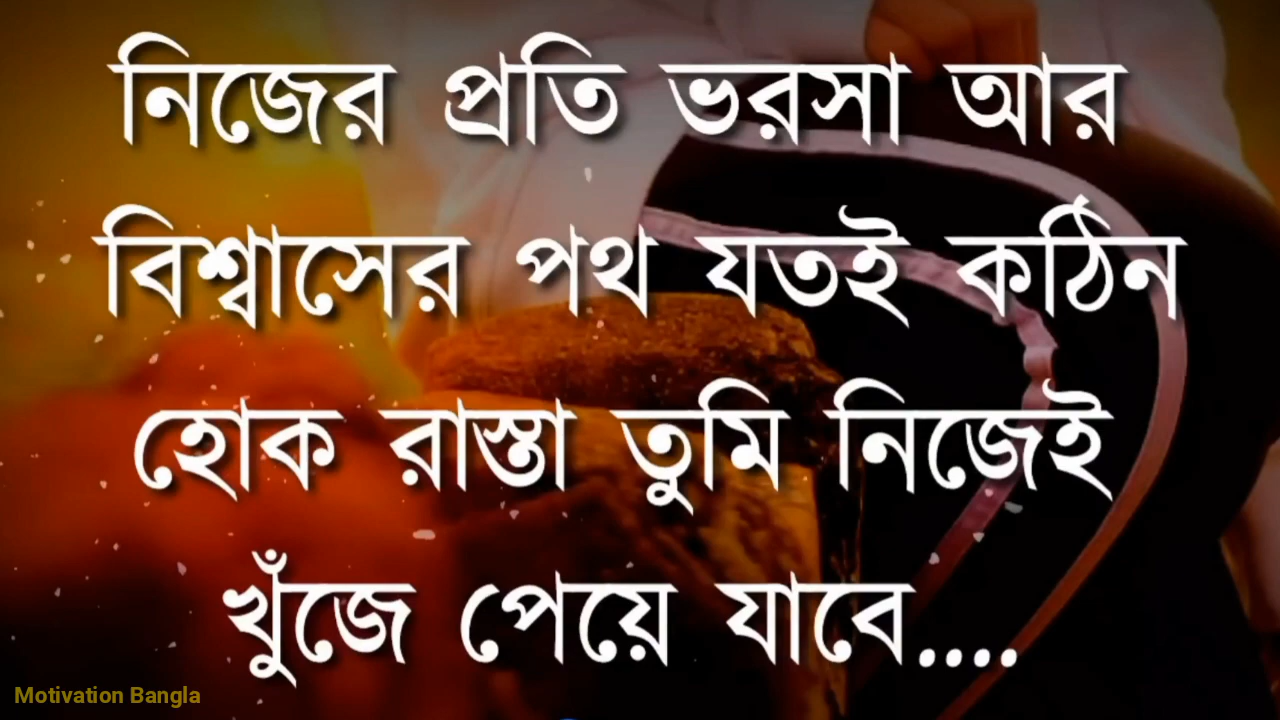 নিজের প্রতি ভরসা আর
বিশ্বাসের পথ যতই কঠিন
হোক রাস্তা তুমি নিজেই
খুঁজে পেয়ে যাবে....
Motivation Bangla